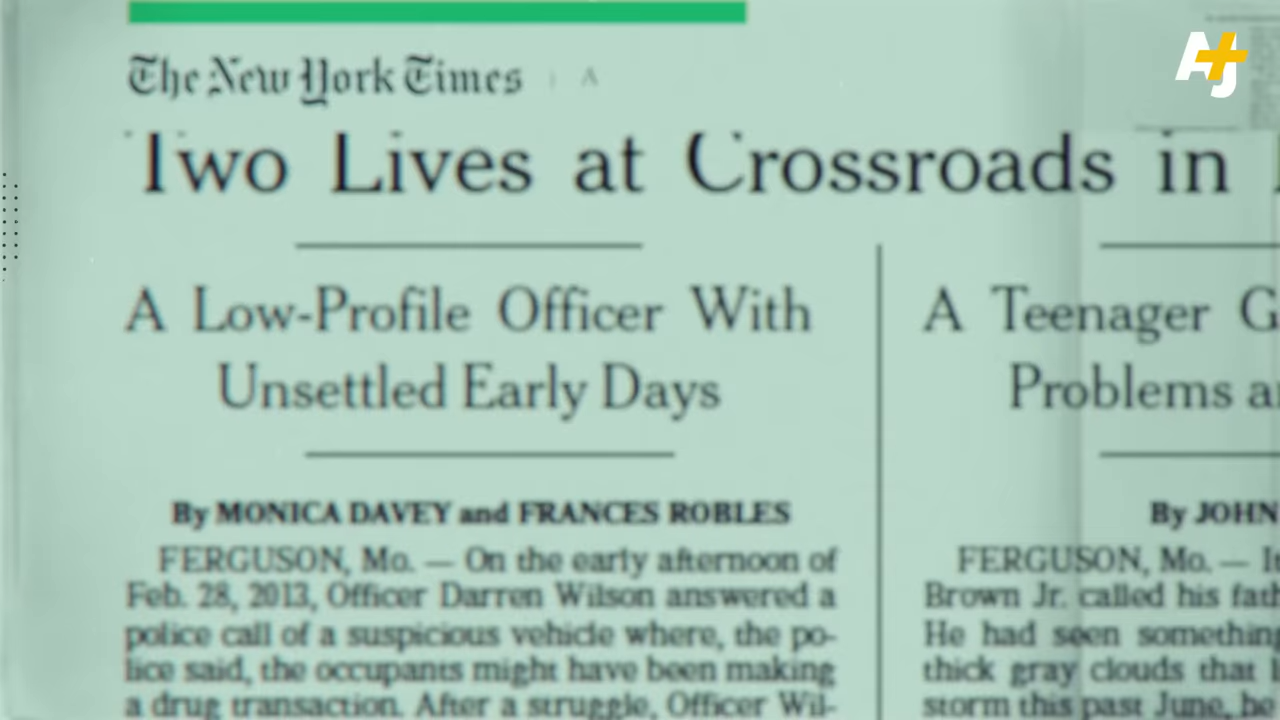 AJ+
The New York Times
Two Lives at Crossroads in
A Low-Profile Officer With
Unsettled Early Days
By MONICA DAVEY and FRANCES ROBLES
FERGUSON, Mo. — On the early afternoon of
Feb. 28, 2013, Officer Darren Wilson answered a
police call of a suspicious vehicle where, the po-
lice said, the occupants might have been making
a drug transaction. After a struggle, Officer Wil-
A Teenager G
Problems a
By JOHN
FERGUSON, Mo. — I
Brown Jr. called his fat
He had seen something
thick gray clouds that
storm this past June, he